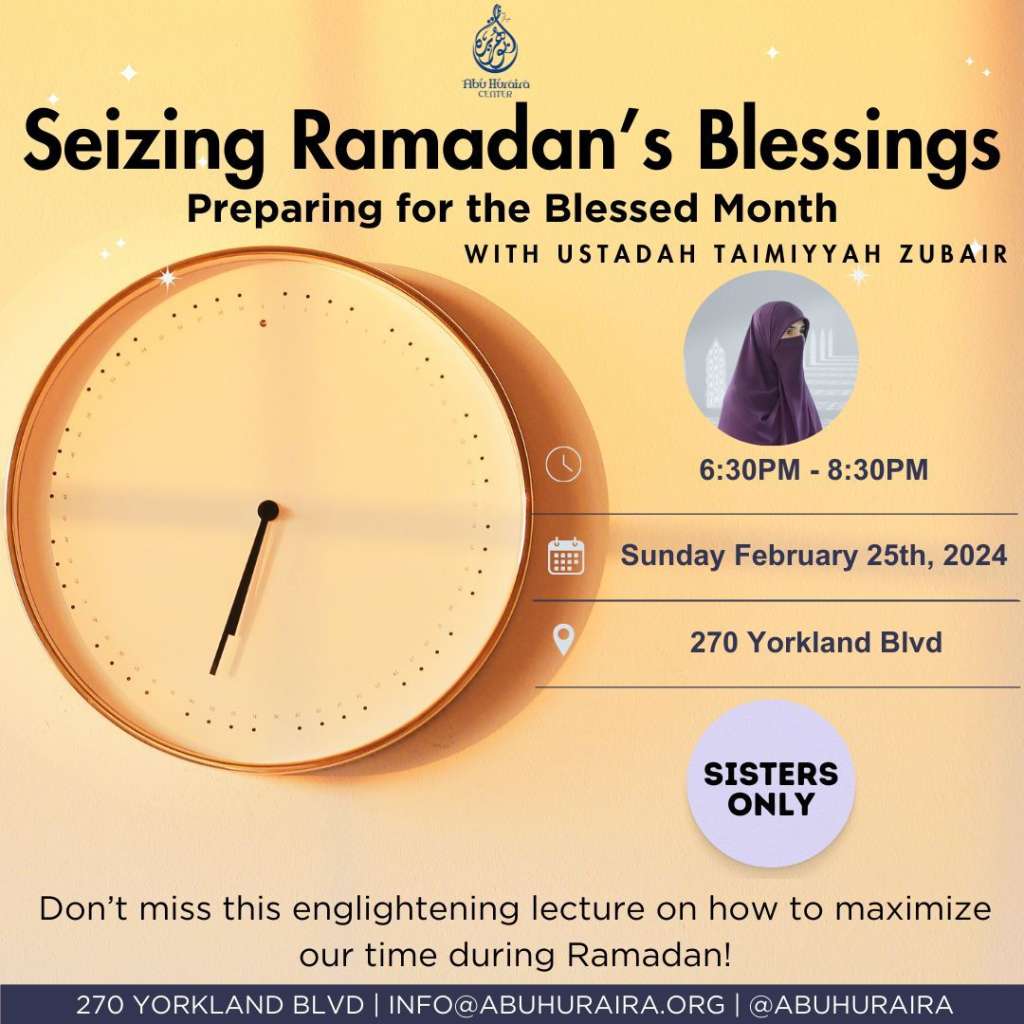 Abu Huraira
CENTER
Seizing Ramadan's Blessings
Preparing for the Blessed Month
WITH USTADAH TAIMIYYAH ZUBAIR
6:30PM - 8:30PM
Sunday February 25th, 2024
270 Yorkland Blvd
SISTERS
ONLY
Don't miss this englightening lecture on how to maximize
our time during Ramadan!
270 YORKLAND BLVD | INFO@ABUHURAIRA.ORG | @ABUHURAIRA